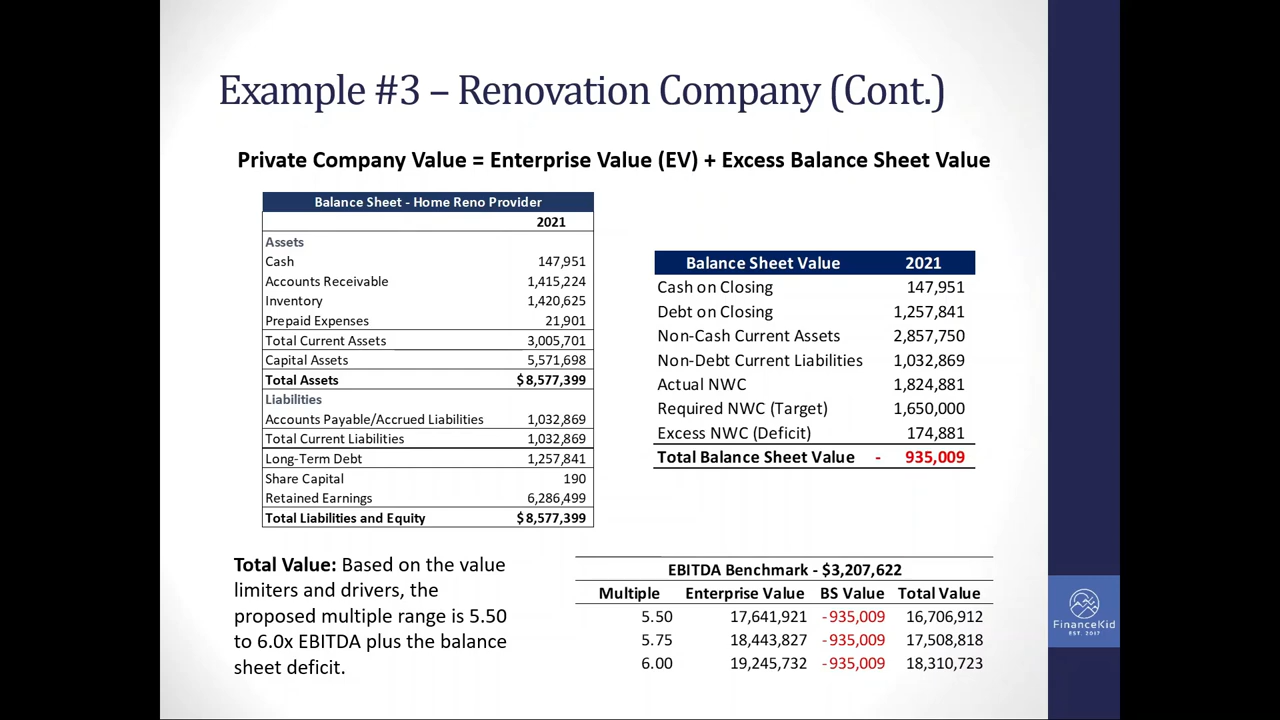 Example #3 – Renovation Company (Cont.)
Private Company Value = Enterprise Value (EV) + Excess Balance Sheet Value
Balance Sheet - Home Reno Provider
2021
Assets
Cash 147,951
Accounts Receivable 1,415,224
Inventory 1,420,625
Prepaid Expenses 21,901
Total Current Assets 3,005,701
Capital Assets 5,571,698
Total Assets $ 8,577,399
Liabilities
Accounts Payable/Accrued Liabilities 1,032,869
Total Current Liabilities 1,032,869
Long-Term Debt 1,257,841
Share Capital 190
Retained Earnings 6,286,499
Total Liabilities and Equity $ 8,577,399
Balance Sheet Value 2021
Cash on Closing 147,951
Debt on Closing 1,257,841
Non-Cash Current Assets 2,857,750
Non-Debt Current Liabilities 1,032,869
Actual NWC 1,824,881
Required NWC (Target) 1,650,000
Excess NWC (Deficit) 174,881
Total Balance Sheet Value - 935,009
Total Value: Based on the value
limiters and drivers, the
proposed multiple range is 5.50
to 6.0x EBITDA plus the balance
sheet deficit.
EBITDA Benchmark - $3,207,622
Multiple Enterprise Value BS Value Total Value
5.50 17,641,921 -935,009 16,706,912
5.75 18,443,827 -935,009 17,508,818
6.00 19,245,732 -935,009 18,310,723
FinanceKid
EST. 2017